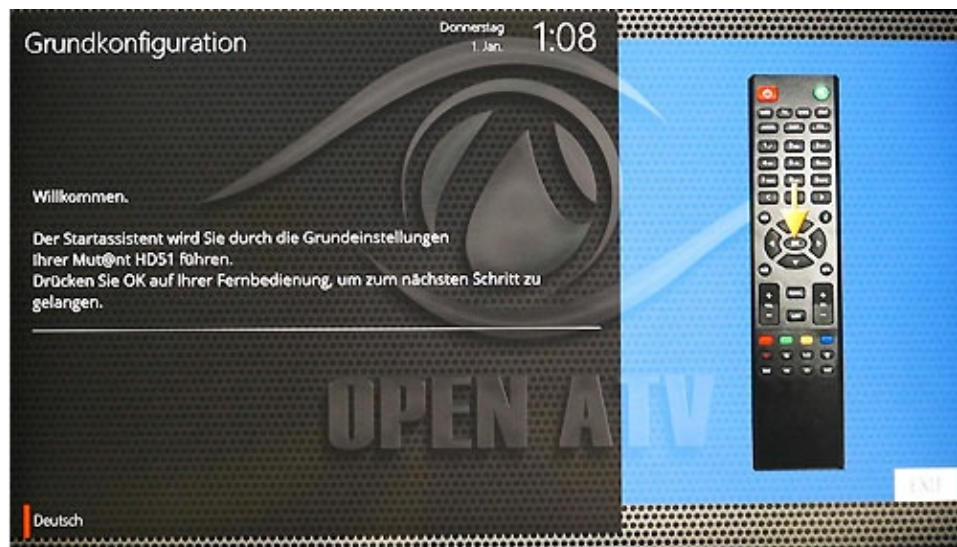 Grundkonfiguration
Donnerstag
1. Jan.
1:08
Willkommen.
Der Startassistent wird Sie durch die Grundeinstellungen
Ihrer Mut@nt HD51 führen.
Drücken Sie OK auf Ihrer Fernbedienung, um zum nächsten Schritt zu
gelangen.
OPEN ATV
EXIT
Deutsch